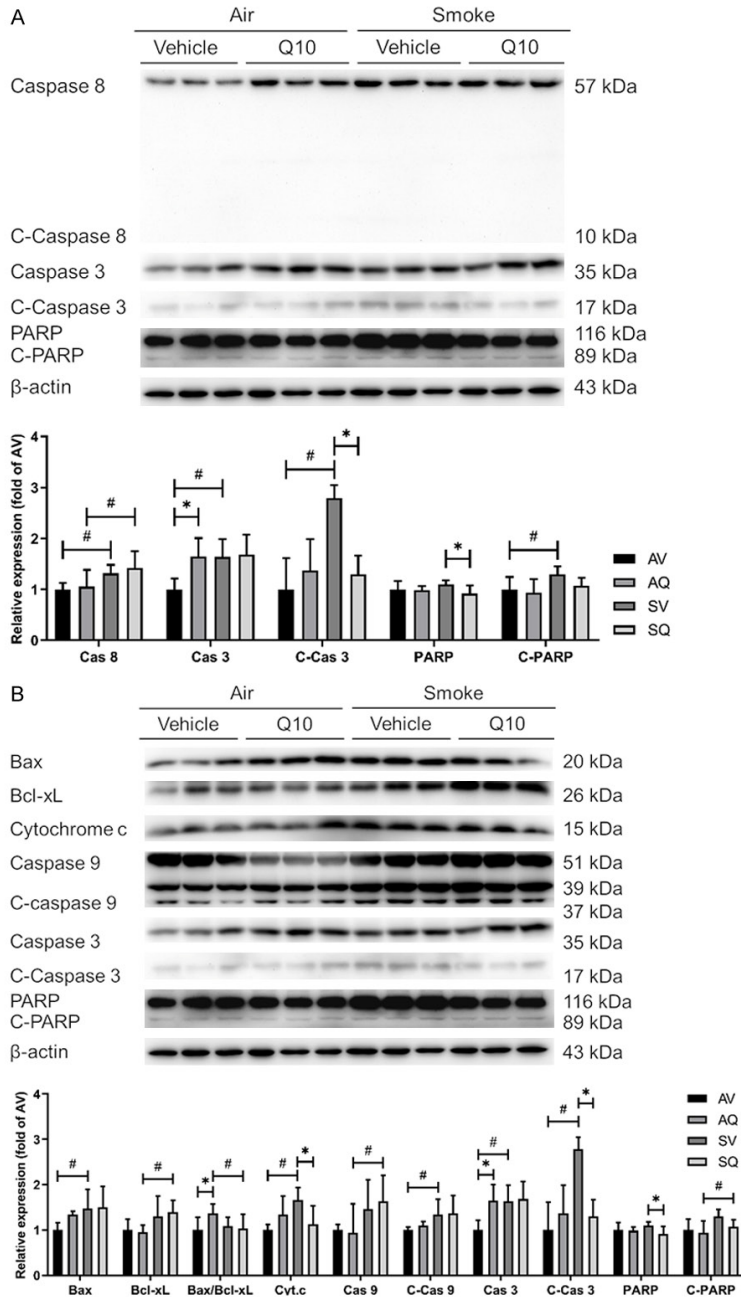 A
Air Smoke
Vehicle Q10 Vehicle Q10
Caspase 8 57 kDa
C-Caspase 8 10 kDa
Caspase 3 35 kDa
C-Caspase 3 17 kDa
PARP 116 kDa
C-PARP 89 kDa
β-actin 43 kDa
Relative expression (fold of AV)
4
3
2
1
0
# # * # # * * #
Cas 8 Cas 3 C-Cas 3 PARP C-PARP
AV
AQ
SV
SQ
B
Air Smoke
Vehicle Q10 Vehicle Q10
Bax 20 kDa
Bcl-xL 26 kDa
Cytochrome c 15 kDa
Caspase 9 51 kDa
39 kDa
C-caspase 9 37 kDa
Caspase 3 35 kDa
C-Caspase 3 17 kDa
PARP 116 kDa
C-PARP 89 kDa
β-actin 43 kDa
Relative expression (fold of AV)
4
3
2
1
0
# # * # # * # # * # # * * #
Bax Bcl-xL Bax/Bcl-xL Cyt.c Cas 9 C-Cas 9 Cas 3 C-Cas 3 PARP C-PARP
AV
AQ
SV
SQ